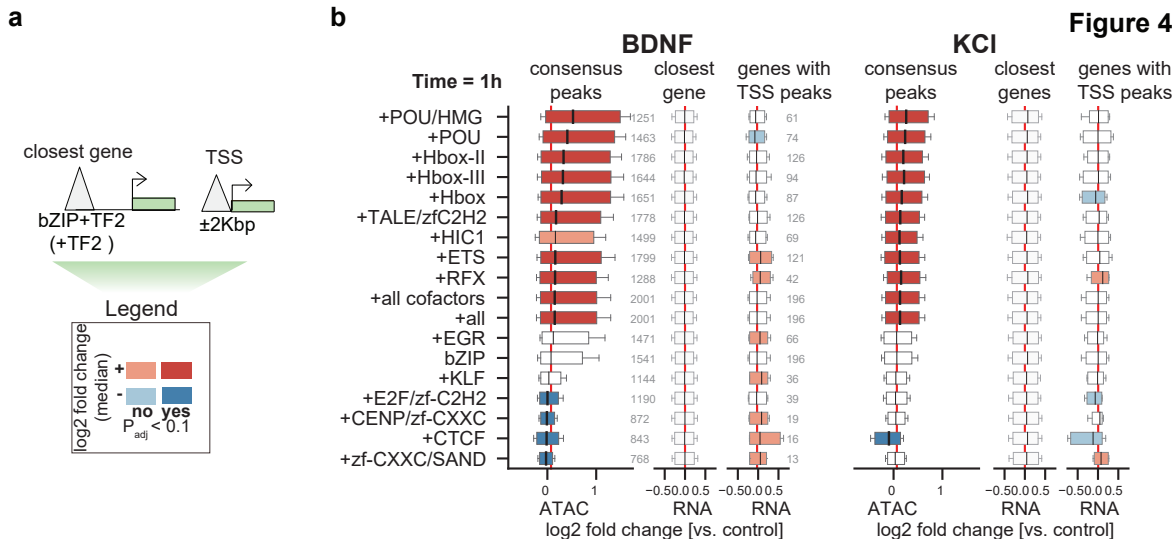 a
b
Figure 4
closest gene
TSS
bZIP+TF2
(+TF2 )
±2Kbp
Legend
log2 fold change
(median)
+
-
no yes
Padj < 0.1
BDNF
KCl
Time = 1h
consensus peaks
closest gene
genes with TSS peaks
consensus peaks
closest genes
genes with TSS peaks
+POU/HMG 1251 61
+POU 1463 74
+Hbox-II 1786 126
+Hbox-III 1644 94
+Hbox 1651 87
+TALE/zfC2H2 1778 126
+HIC1 1499 69
+ETS 1799 121
+RFX 1288 42
+all cofactors 2001 196
+all 2001 196
+EGR 1471 66
bZIP 1541 196
+KLF 1144 36
+E2F/zf-C2H2 1190 39
+CENP/zf-CXXC 872 19
+CTCF 843 16
+zf-CXXC/SAND 768 13
0 1 −0.50.0 0.5 −0.50.0 0.5 0 1 −0.50.0 0.5 −0.50.0 0.5
ATAC RNA RNA ATAC RNA RNA
log2 fold change [vs. control] log2 fold change [vs. control]